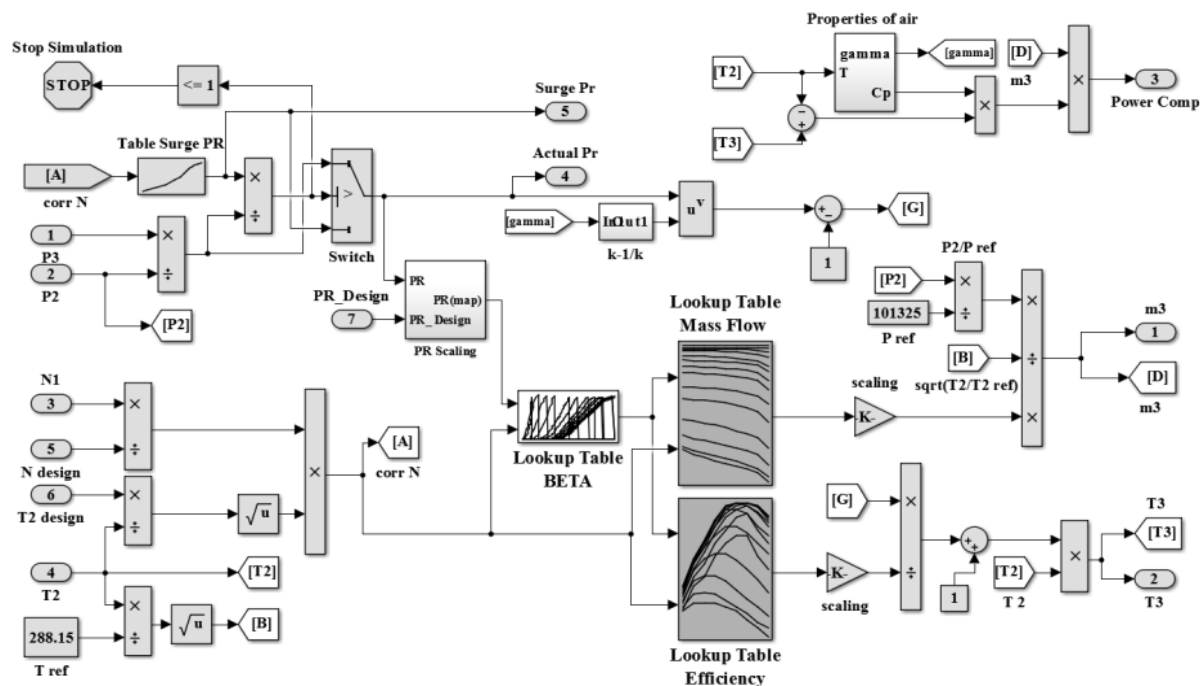 Stop Simulation
STOP
<= 1
Surge Pr
5
Table Surge PR
[A]
corr N
×
÷
Actual Pr
4
>
Switch
1
P3
2
P2
×
÷
[P2]
Properties of air
gamma
T
Cp
[gamma]
[T2]
[T3]
−
+
[D]
m3
×
×
3
Power Comp
[gamma]
In Out1
k-1/k
u^v
+
−
1
[G]
PR_Design
7
PR
PR(map)
PR_Design
PR Scaling
Lookup Table
Mass Flow
P2/P ref
[P2]
101325
P ref
×
÷
[B]
sqrt(T2/T2 ref)
×
÷
×
m3
1
[D]
m3
scaling
-K-
N1
3
5
N design
×
÷
6
T2 design
×
÷
√u
×
[A]
corr N
Lookup Table
BETA
4
T2
[T2]
288.15
T ref
×
÷
√u
[B]
-K-
scaling
[G]
×
÷
+
+
1
[T2]
T 2
×
T3
[T3]
2
T3
Lookup Table
Efficiency